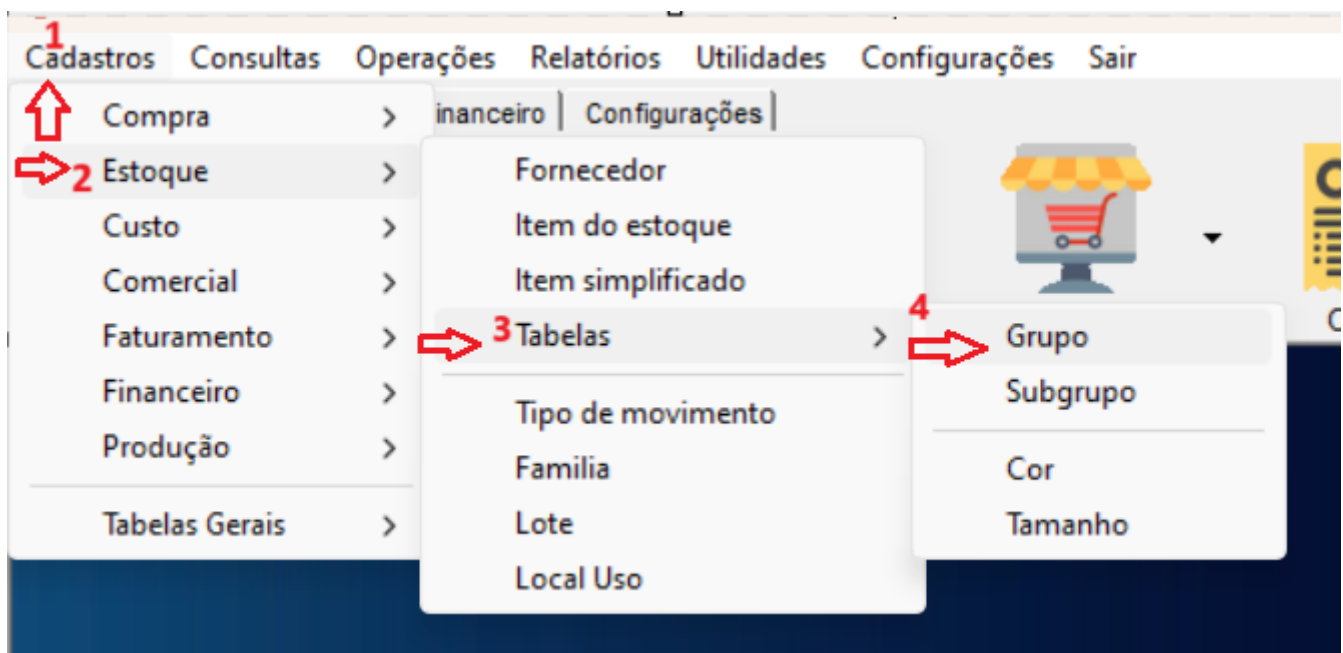 1
Cadastros Consultas Operações Relatórios Utilidades Configurações Sair
inanceiro Configurações
Compra
2 Estoque
Custo
Comercial
Faturamento
Financeiro
Produção
Tabelas Gerais
Fornecedor
Item do estoque
Item simplificado
3 Tabelas
Tipo de movimento
Familia
Lote
Local Uso
4
Grupo
Subgrupo
Cor
Tamanho